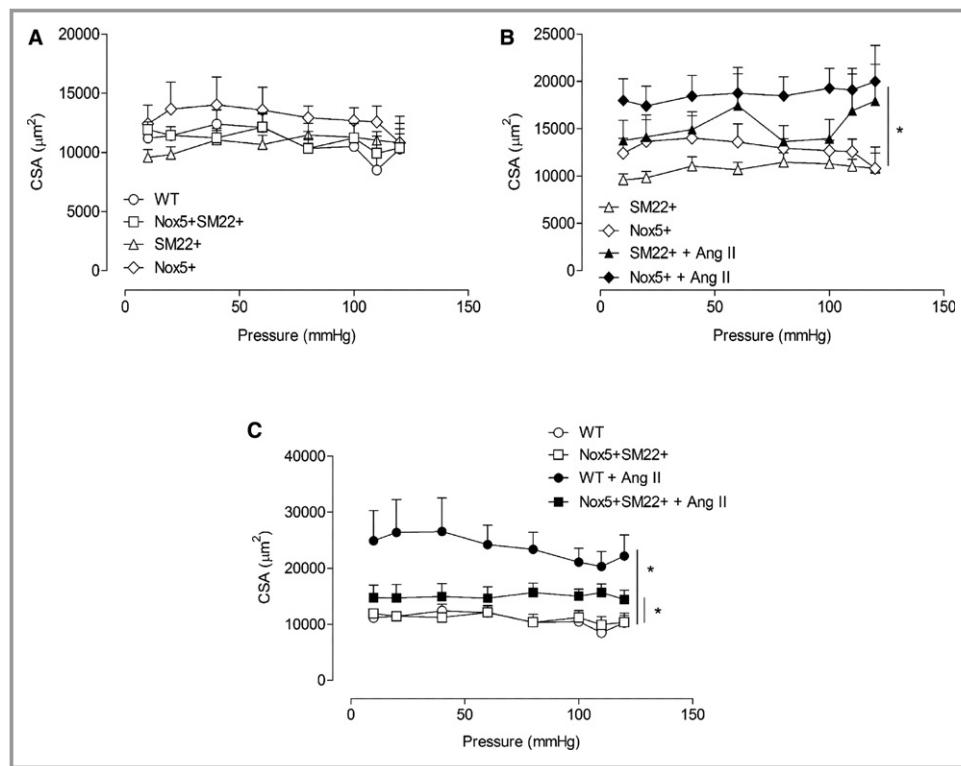 A
20000
15000
10000
5000
0
CSA (μm²)
WT
Nox5+SM22+
SM22+
Nox5+
0 50 100 150
Pressure (mmHg)
B
25000
20000
15000
10000
5000
0
CSA (μm²)
*
SM22+
Nox5+
SM22+ + Ang II
Nox5+ + Ang II
0 50 100 150
Pressure (mmHg)
C
WT
Nox5+SM22+
WT + Ang II
Nox5+SM22+ + Ang II
40000
30000
20000
10000
0
CSA (μm²)
*
*
0 50 100 150
Pressure (mmHg)